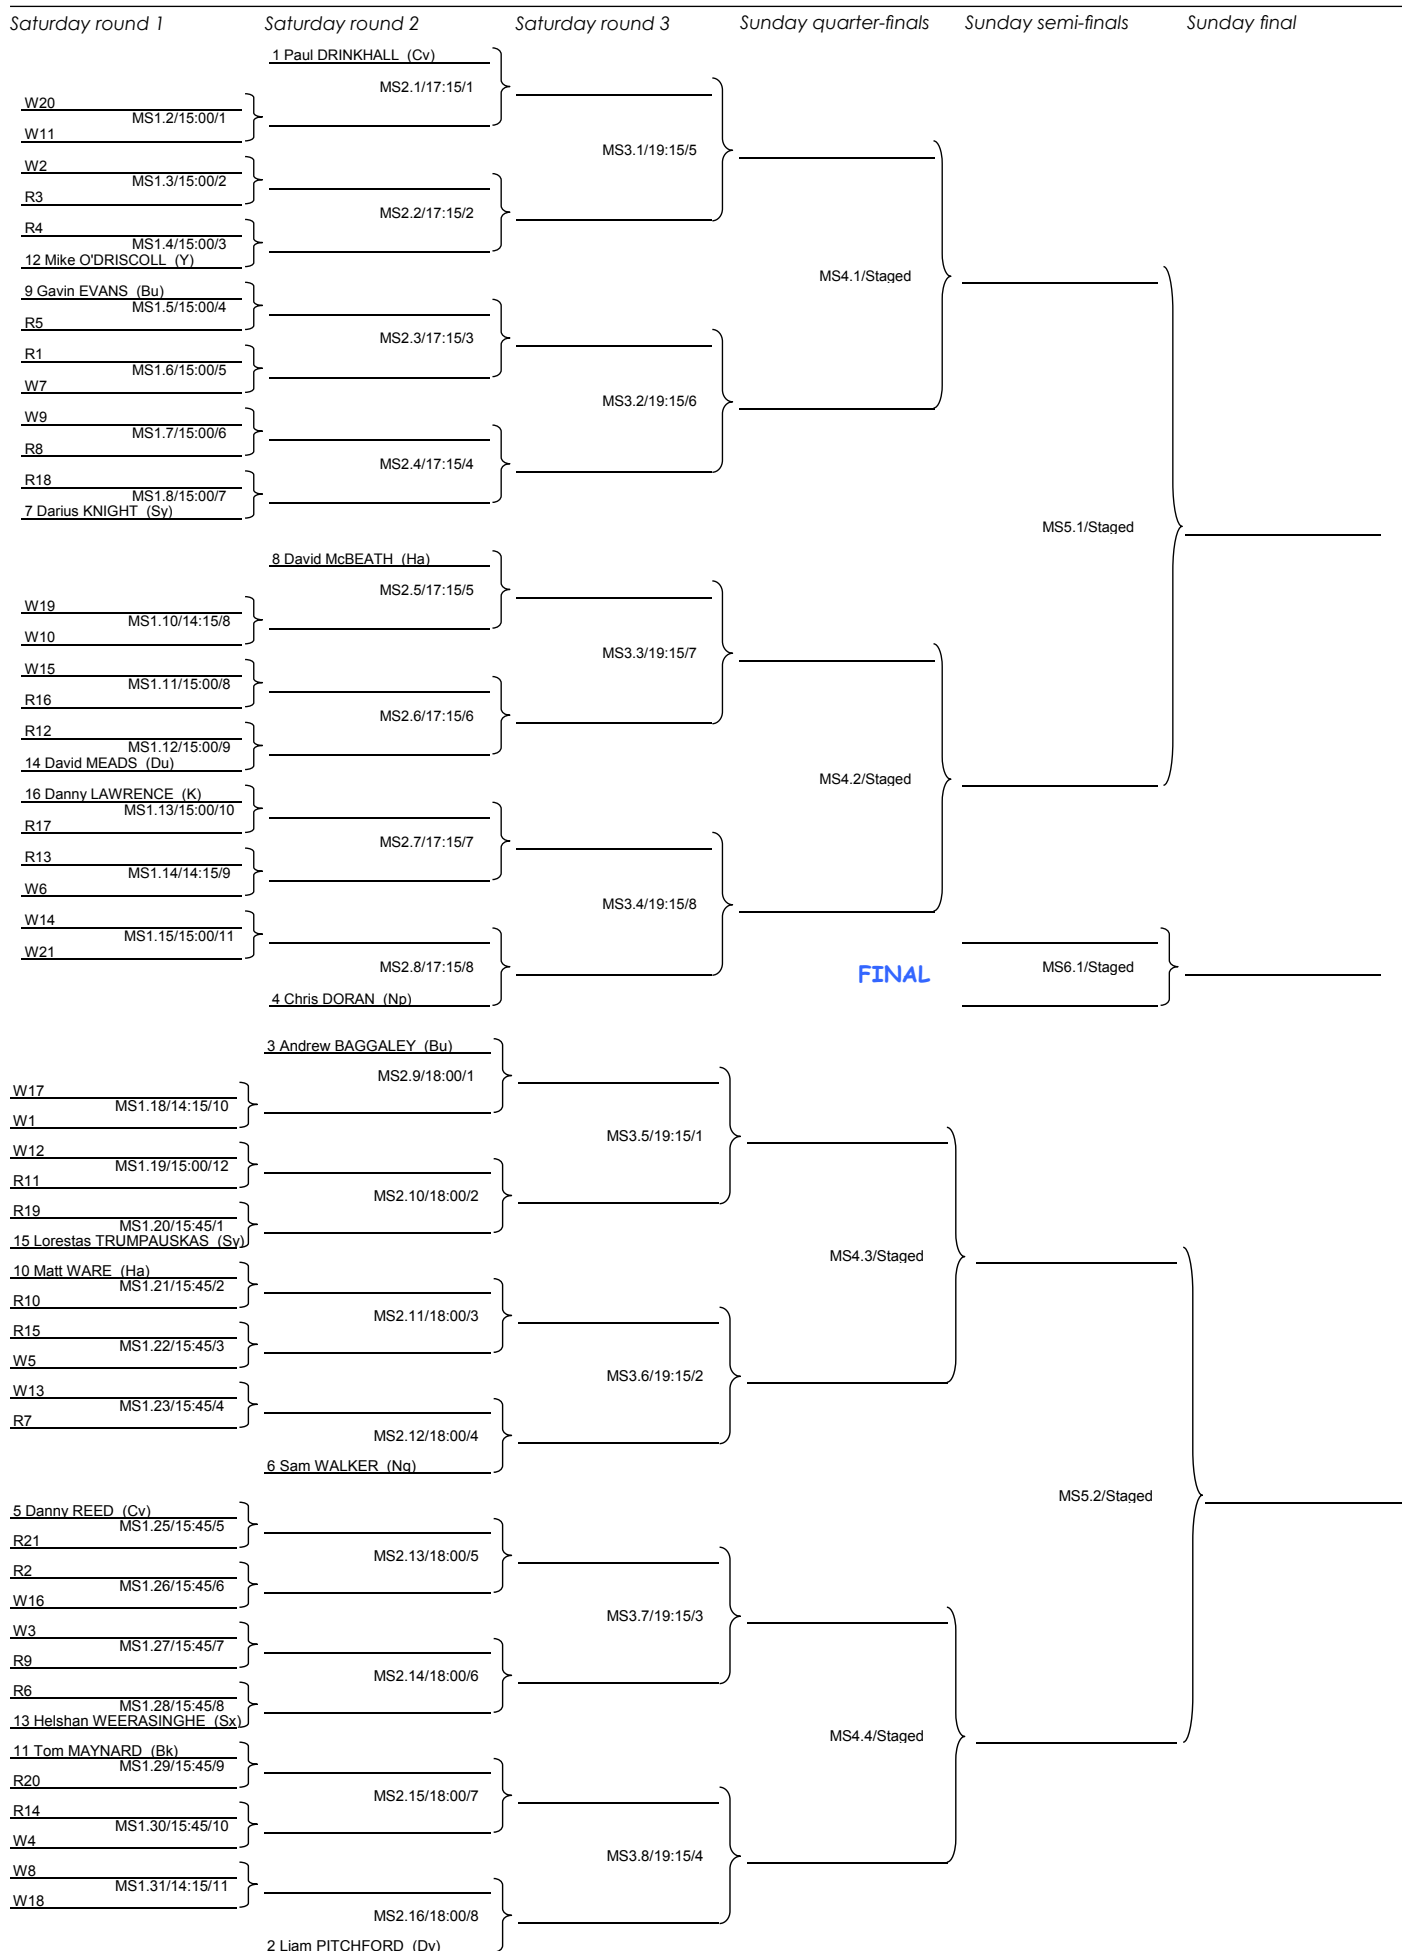 Saturday round 1 Saturday round 2 Saturday round 3 Sunday quarter-finals Sunday semi-finals Sunday final
1 Paul DRINKHALL (Cv)
MS2.1/17:15/1
W20
MS1.2/15:00/1
W11
MS3.1/19:15/5
W2
MS1.3/15:00/2
R3
MS2.2/17:15/2
R4
MS1.4/15:00/3
12 Mike O'DRISCOLL (Y)
MS4.1/Staged
9 Gavin EVANS (Bu)
MS1.5/15:00/4
R5
MS2.3/17:15/3
R1
MS1.6/15:00/5
W7
MS3.2/19:15/6
W9
MS1.7/15:00/6
R8
MS2.4/17:15/4
R18
MS1.8/15:00/7
7 Darius KNIGHT (Sy)
MS5.1/Staged
8 David McBEATH (Ha)
MS2.5/17:15/5
W19
MS1.10/14:15/8
W10
MS3.3/19:15/7
W15
MS1.11/15:00/8
R16
MS2.6/17:15/6
R12
MS1.12/15:00/9
14 David MEADS (Du)
MS4.2/Staged
16 Danny LAWRENCE (K)
MS1.13/15:00/10
R17
MS2.7/17:15/7
R13
MS1.14/14:15/9
W6
MS3.4/19:15/8
W14
MS1.15/15:00/11
W21
MS2.8/17:15/8
FINAL
MS6.1/Staged
4 Chris DORAN (Np)
3 Andrew BAGGALEY (Bu)
MS2.9/18:00/1
W17
MS1.18/14:15/10
W1
MS3.5/19:15/1
W12
MS1.19/15:00/12
R11
MS2.10/18:00/2
R19
MS1.20/15:45/1
15 Lorestas TRUMPAUSKAS (Sy)
MS4.3/Staged
10 Matt WARE (Ha)
MS1.21/15:45/2
R10
MS2.11/18:00/3
R15
MS1.22/15:45/3
W5
MS3.6/19:15/2
W13
MS1.23/15:45/4
R7
MS2.12/18:00/4
6 Sam WALKER (Ng)
MS5.2/Staged
5 Danny REED (Cv)
MS1.25/15:45/5
R21
MS2.13/18:00/5
R2
MS1.26/15:45/6
W16
MS3.7/19:15/3
W3
MS1.27/15:45/7
R9
MS2.14/18:00/6
R6
MS1.28/15:45/8
13 Helshan WEERASINGHE (Sx)
MS4.4/Staged
11 Tom MAYNARD (Bk)
MS1.29/15:45/9
R20
MS2.15/18:00/7
R14
MS1.30/15:45/10
W4
MS3.8/19:15/4
W8
MS1.31/14:15/11
W18
MS2.16/18:00/8
2 Liam PITCHFORD (Dy)